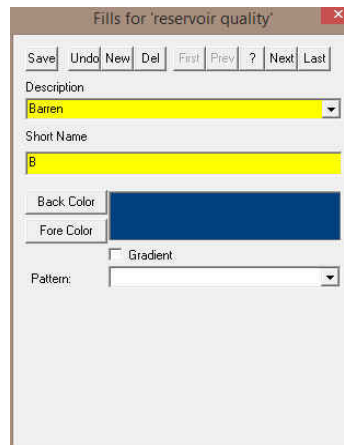 Fills for 'reservoir quality'
Save Undo New Del First Prev ? Next Last
Description
Barren
Short Name
B
Back Color
Fore Color
Gradient
Pattern: